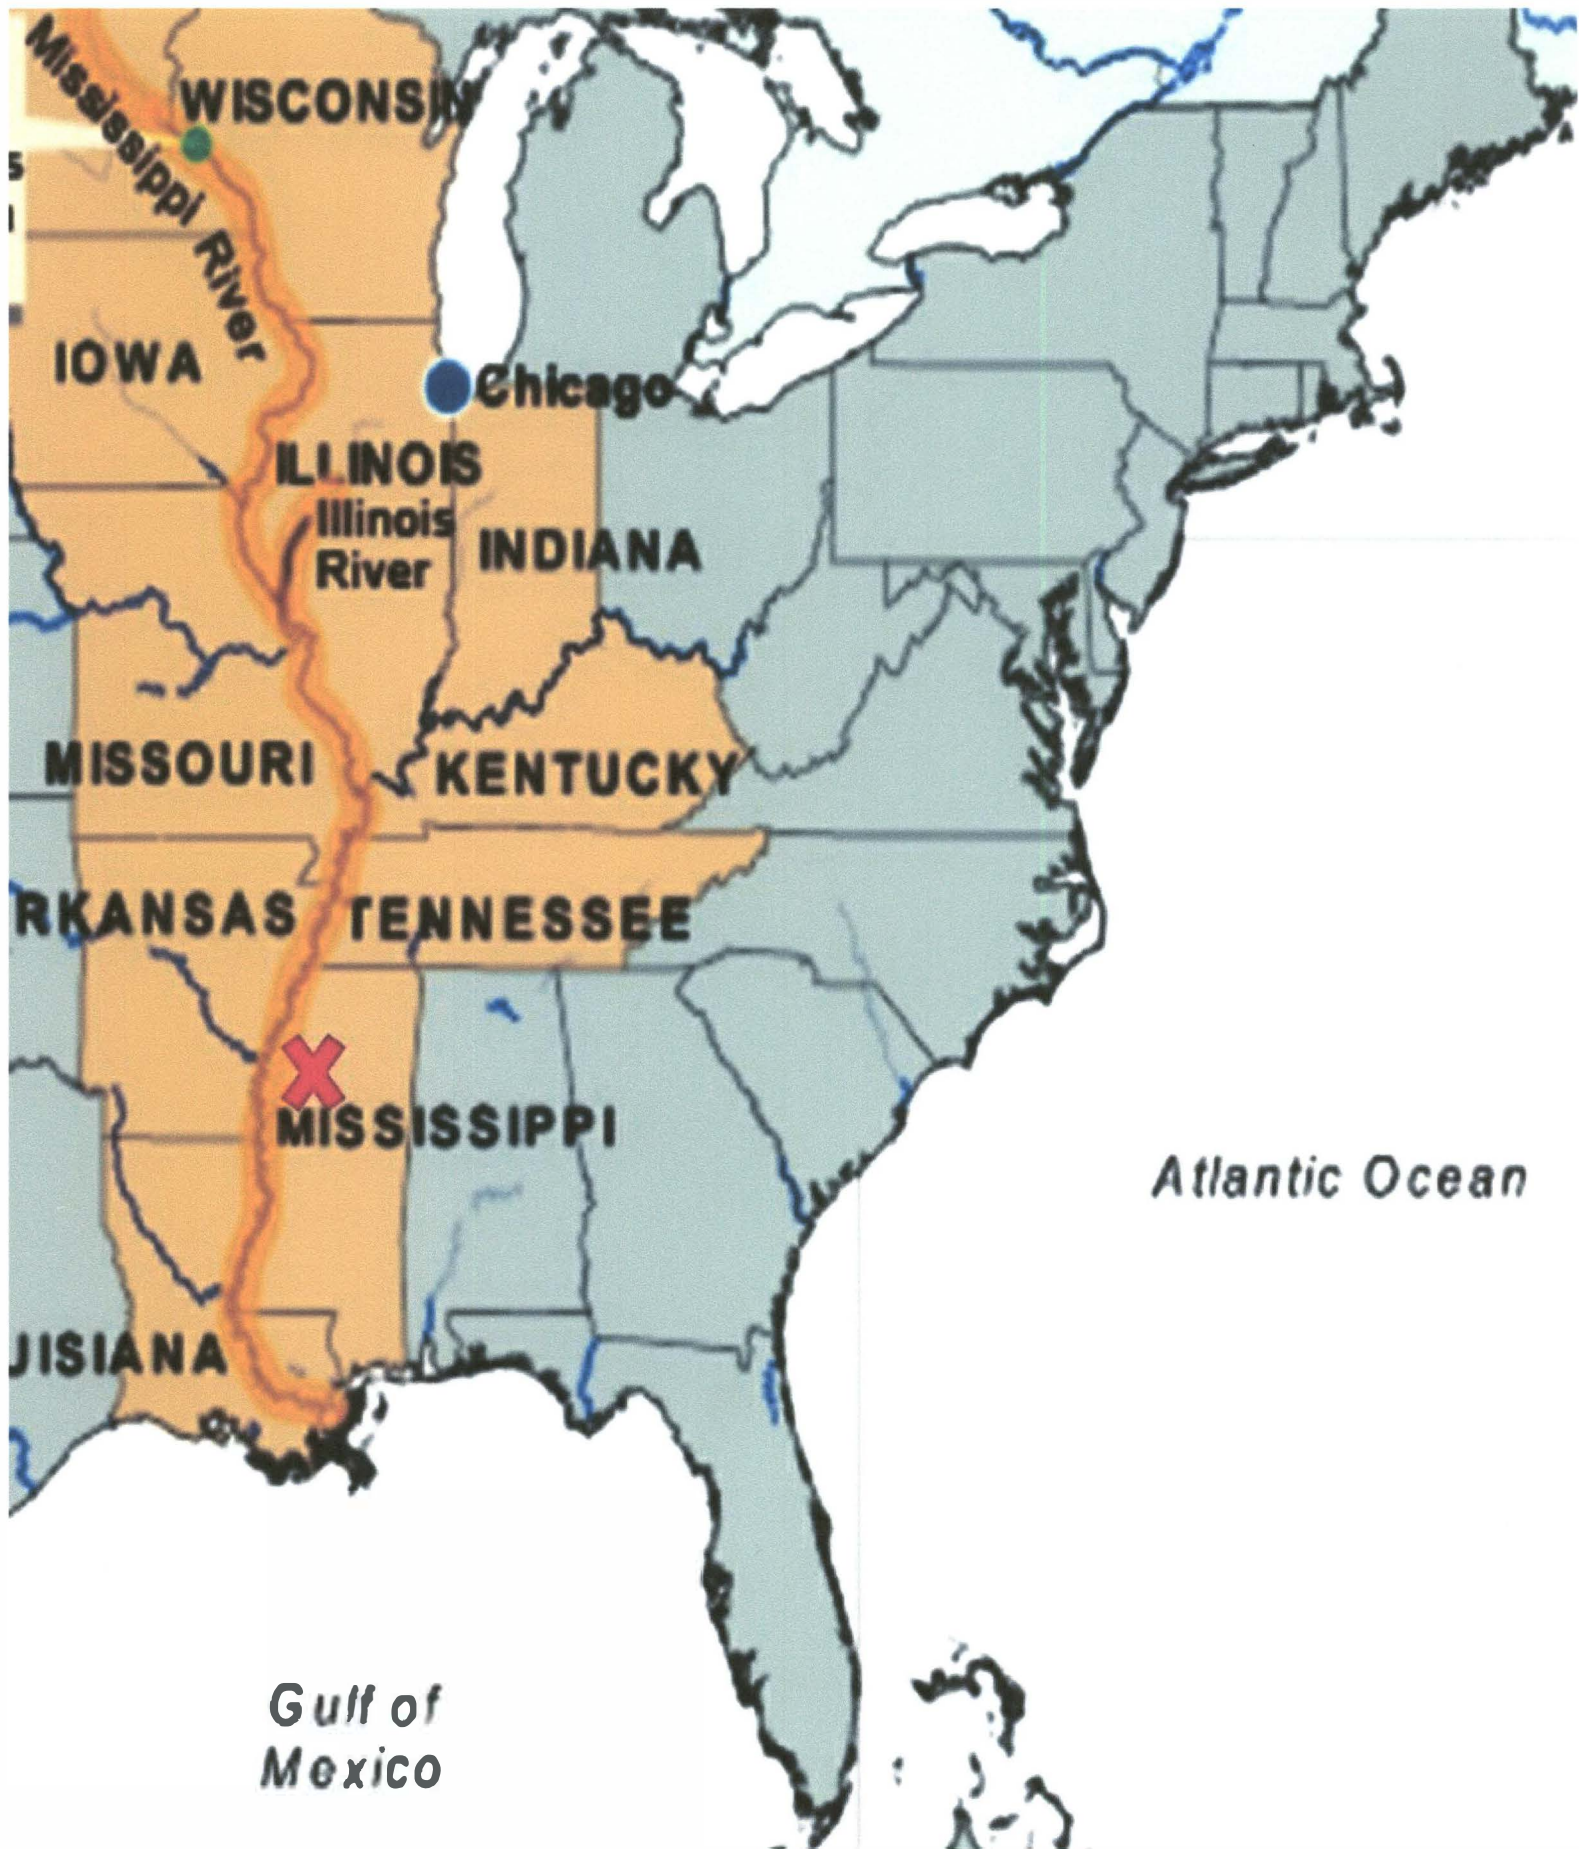 Mississippi River
WISCONSIN
s
IOWA
Chicago
ILLINOIS
Illinois
River
INDIANA
MISSOURI
KENTUCKY
RKANSAS
TENNESSEE
MISSISSIPPI
Atlantic Ocean
UISIANA
Gulf of
Mexico